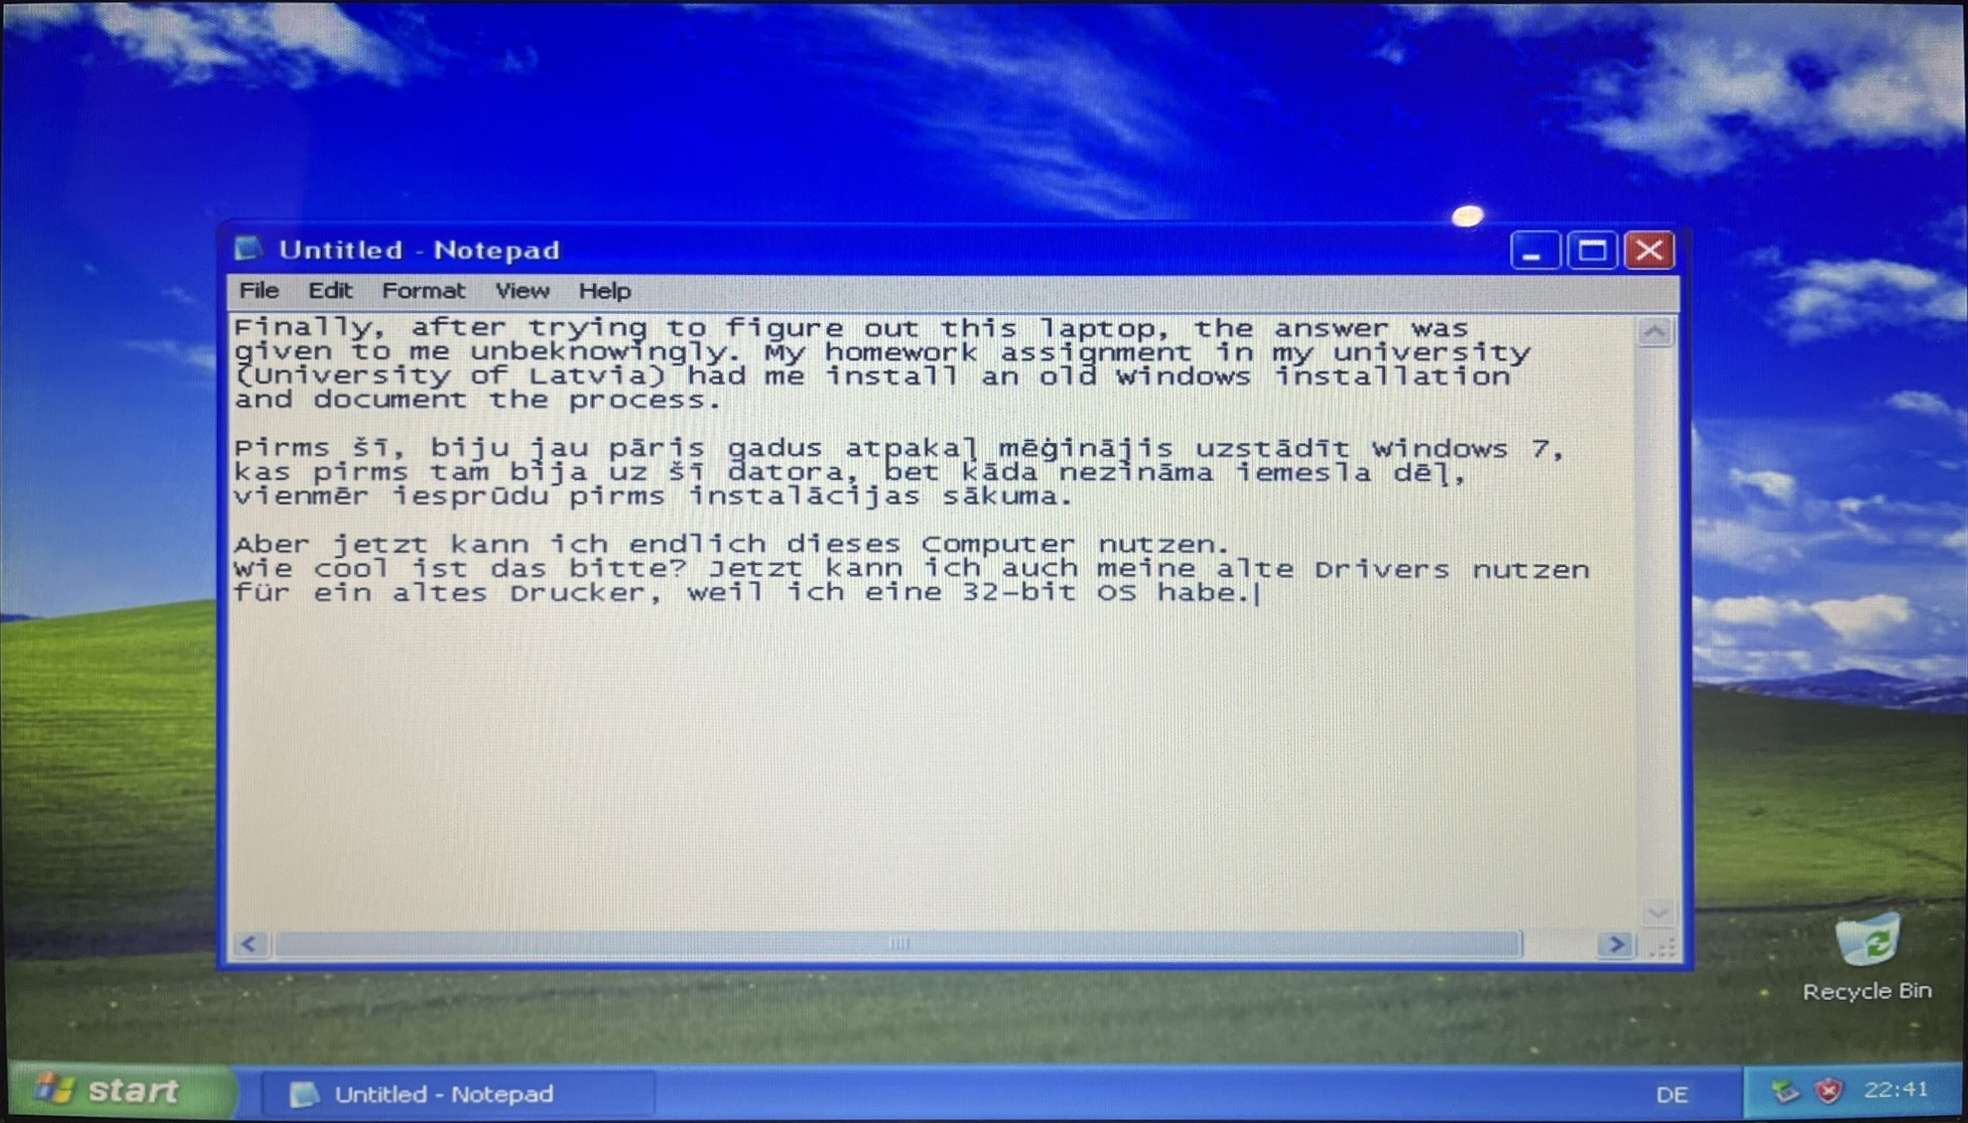 Untitled - Notepad
File Edit Format View Help
Finally, after trying to figure out this laptop, the answer was
given to me unbeknowingly. My homework assignment in my university
(University of Latvia) had me install an old Windows installation
and document the process.
Pirms šī, biju jau pāris gadus atpakaļ mēģinājis uzstādīt Windows 7,
kas pirms tam bija uz šī datora, bet kāda nezināma iemesla dēļ,
vienmēr iesprūdu pirms instalācijas sākuma.
Aber jetzt kann ich endlich dieses Computer nutzen.
Wie cool ist das bitte? Jetzt kann ich auch meine alte Drivers nutzen
für ein altes Drucker, weil ich eine 32-bit OS habe.
Recycle Bin
start
Untitled - Notepad
DE
22:41